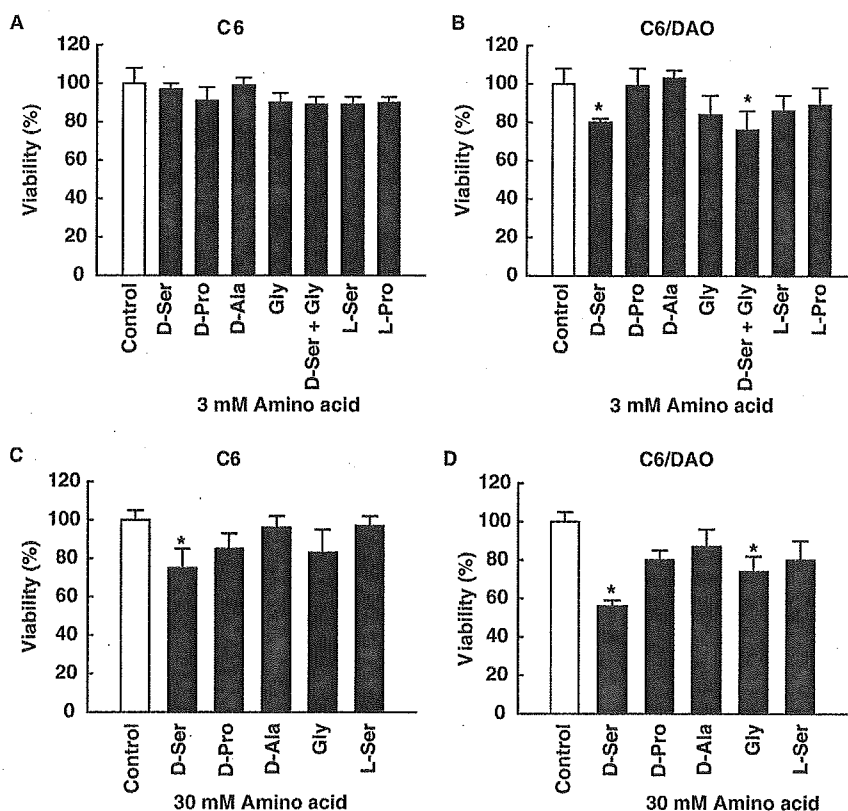 A
C6
120
100
80
60
40
20
0
Viability (%)
Control
D-Ser
D-Pro
D-Ala
Gly
D-Ser + Gly
L-Ser
L-Pro
3 mM Amino acid
B
C6/DAO
120
100
80
60
40
20
0
Viability (%)
*
*
Control
D-Ser
D-Pro
D-Ala
Gly
D-Ser + Gly
L-Ser
L-Pro
3 mM Amino acid
C
C6
120
100
80
60
40
20
0
Viability (%)
*
Control
D-Ser
D-Pro
D-Ala
Gly
L-Ser
30 mM Amino acid
D
C6/DAO
120
100
80
60
40
20
0
Viability (%)
*
*
Control
D-Ser
D-Pro
D-Ala
Gly
L-Ser
30 mM Amino acid